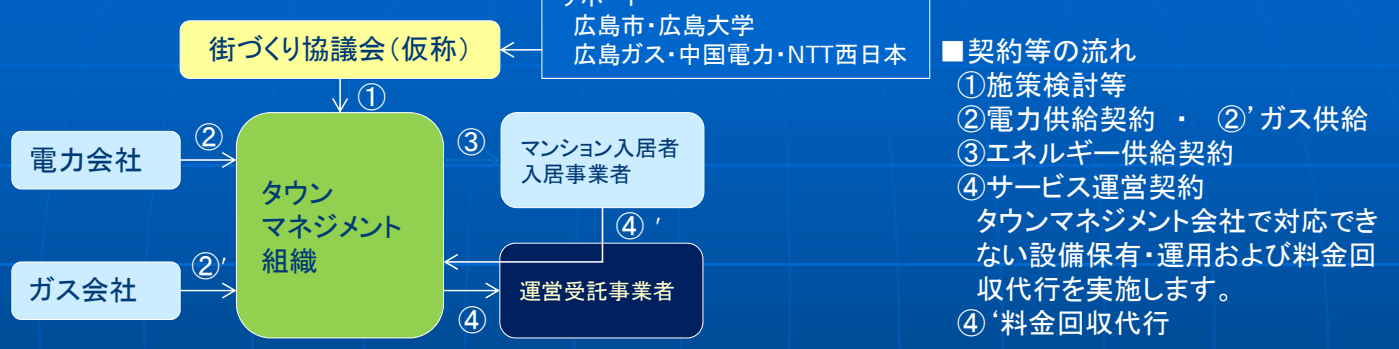 サポート
広島市・広島大学
広島ガス・中国電力・NTT西日本
街づくり協議会（仮称）
①
電力会社
②
タウン
マネジメント
組織
③
マンション入居者
入居事業者
④ ′
ガス会社
②′
④
運営受託事業者
■契約等の流れ
①施策検討等
②電力供給契約 ・ ②’ガス供給
③エネルギー供給契約
④サービス運営契約
タウンマネジメント会社で対応でき
ない設備保有・運用および料金回
収代行を実施します。
④‘料金回収代行